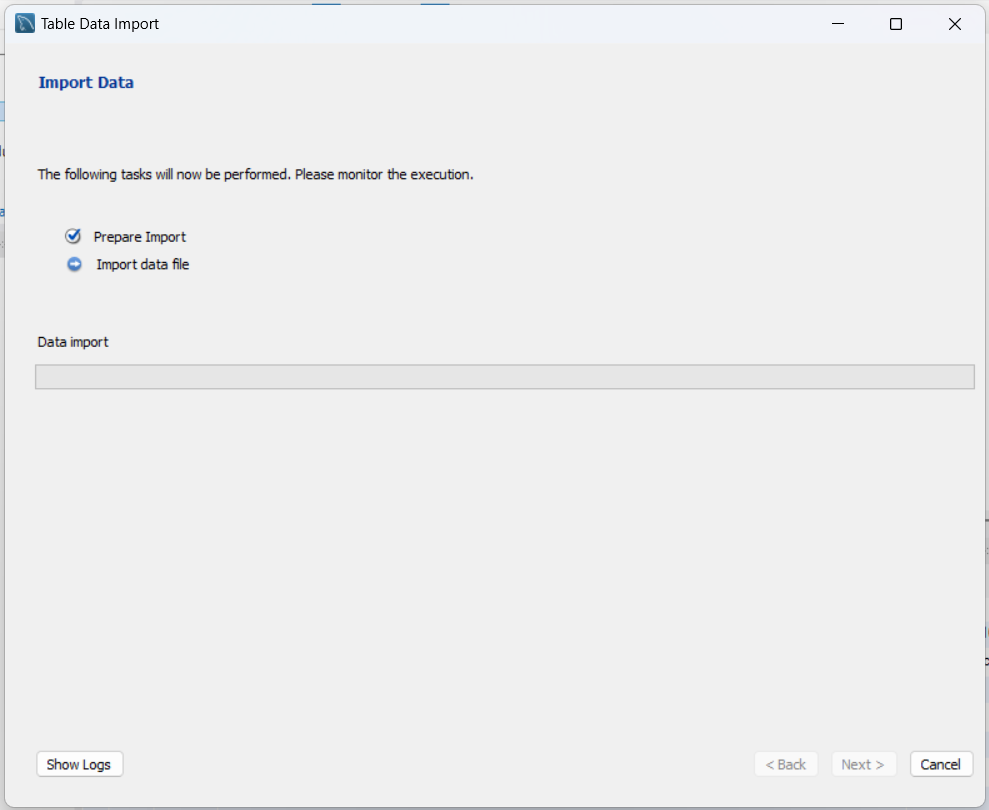 Table Data Import
Import Data
The following tasks will now be performed. Please monitor the execution.
Prepare Import
Import data file
Data import
Show Logs
< Back
Next >
Cancel